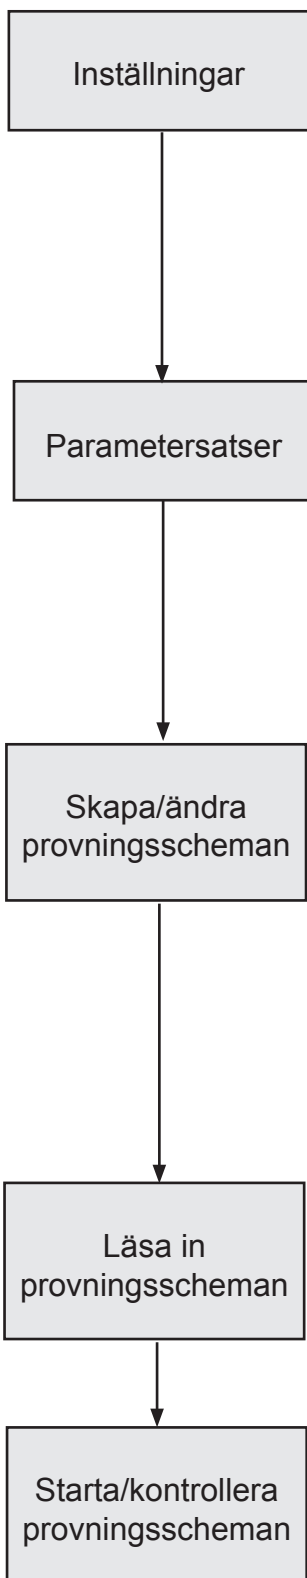 Inställningar
Parametersatser
Skapa/ändra
provningsscheman
Läsa in
provningsscheman
Starta/kontrollera
provningsscheman